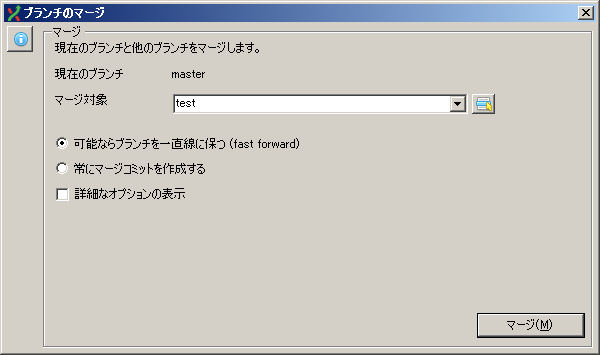 ブランチのマージ
マージ
現在のブランチと他のブランチをマージします。
現在のブランチ master
マージ対象 test
可能ならブランチを一直線に保つ (fast forward)
常にマージコミットを作成する
詳細なオプションの表示
マージ(M)